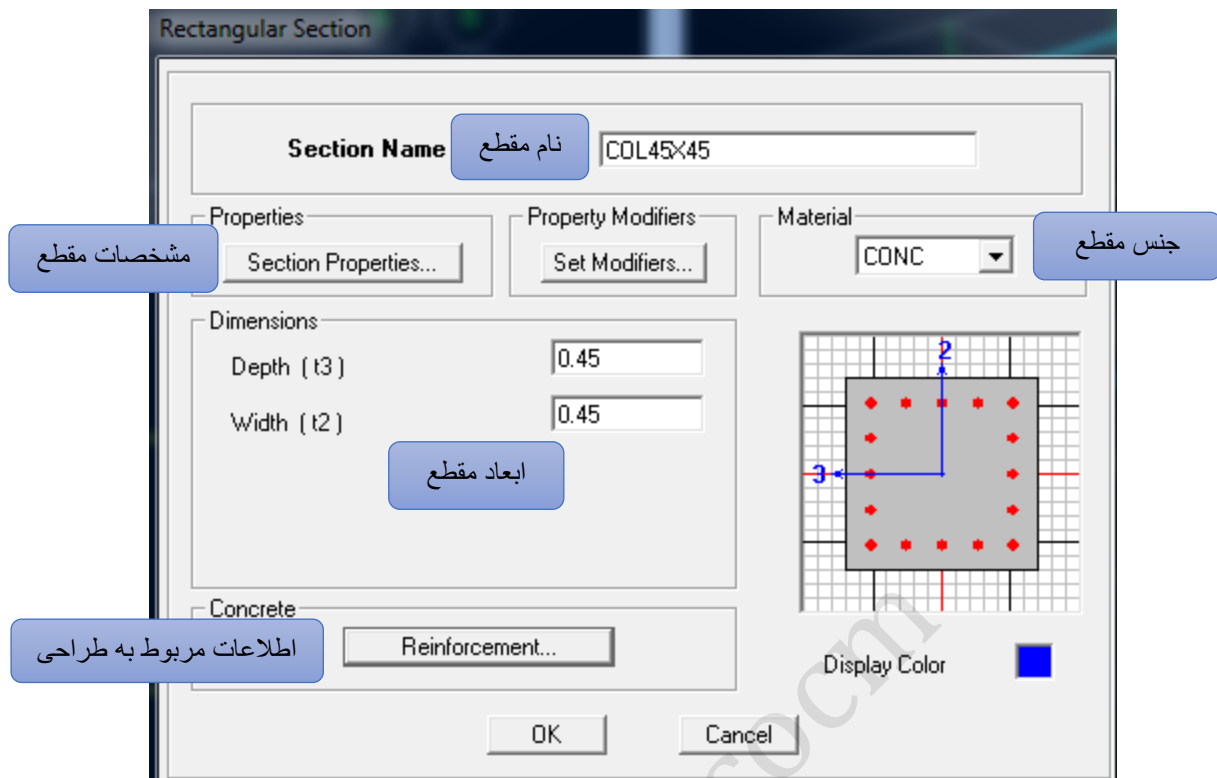 Rectangular Section
Section Name نام مقطع COL45X45
Properties Property Modifiers Material
مشخصات مقطع Section Properties... Set Modifiers... CONC جنس مقطع
Dimensions
Depth ( t3 ) 0.45
Width ( t2 ) 0.45
ابعاد مقطع
2
3
Concrete
اطلاعات مربوط به طراحی Reinforcement...
Display Color
OK Cancel
ocm